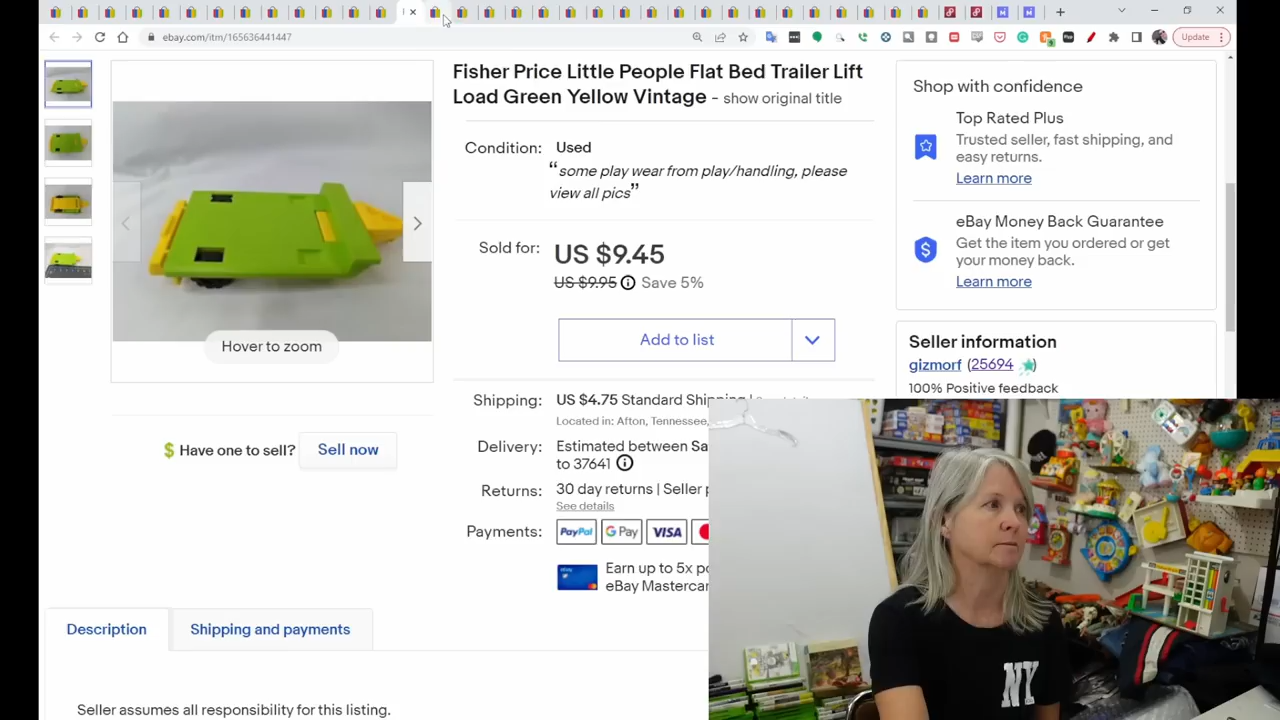 ebay.com/itm/165636441447
Update
Fisher Price Little People Flat Bed Trailer Lift
Load Green Yellow Vintage - show original title
Condition: Used
“some play wear from play/handling, please
view all pics”
Sold for: US $9.45
US $9.95 Save 5%
Add to list
Hover to zoom
Have one to sell? Sell now
Shipping: US $4.75 Standard Shipping |
Located in: Afton, Tennessee,
Delivery: Estimated between Sa
to 37641
Returns: 30 day returns | Seller p
See details
Payments: PayPal G Pay VISA
Earn up to 5x po
eBay Mastercar
Shop with confidence
Top Rated Plus
Trusted seller, fast shipping, and
easy returns.
Learn more
eBay Money Back Guarantee
Get the item you ordered or get
your money back.
Learn more
Seller information
gizmorf (25694 )
100% Positive feedback
Description
Shipping and payments
Seller assumes all responsibility for this listing.
NY